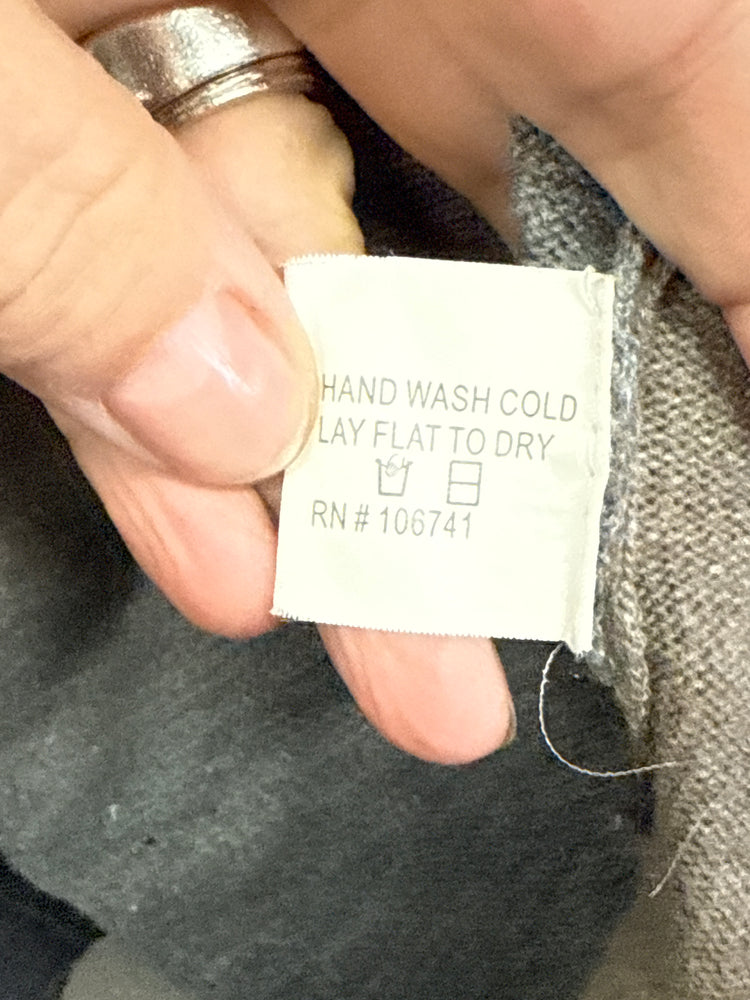 HAND WASH COLD
LAY FLAT TO DRY
RN # 106741